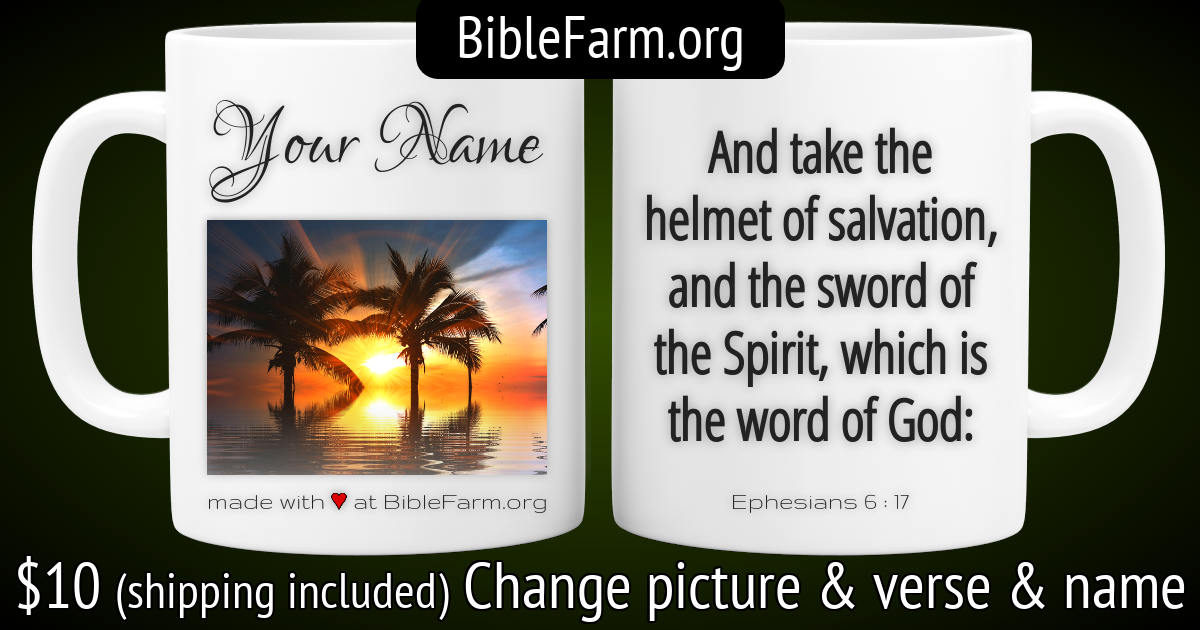 BibleFarm.org
Your Name
made with ♥ at BibleFarm.org
And take the
helmet of salvation,
and the sword of
the Spirit, which is
the word of God:
Ephesians 6 : 17
$10 (shipping included) Change picture & verse & name